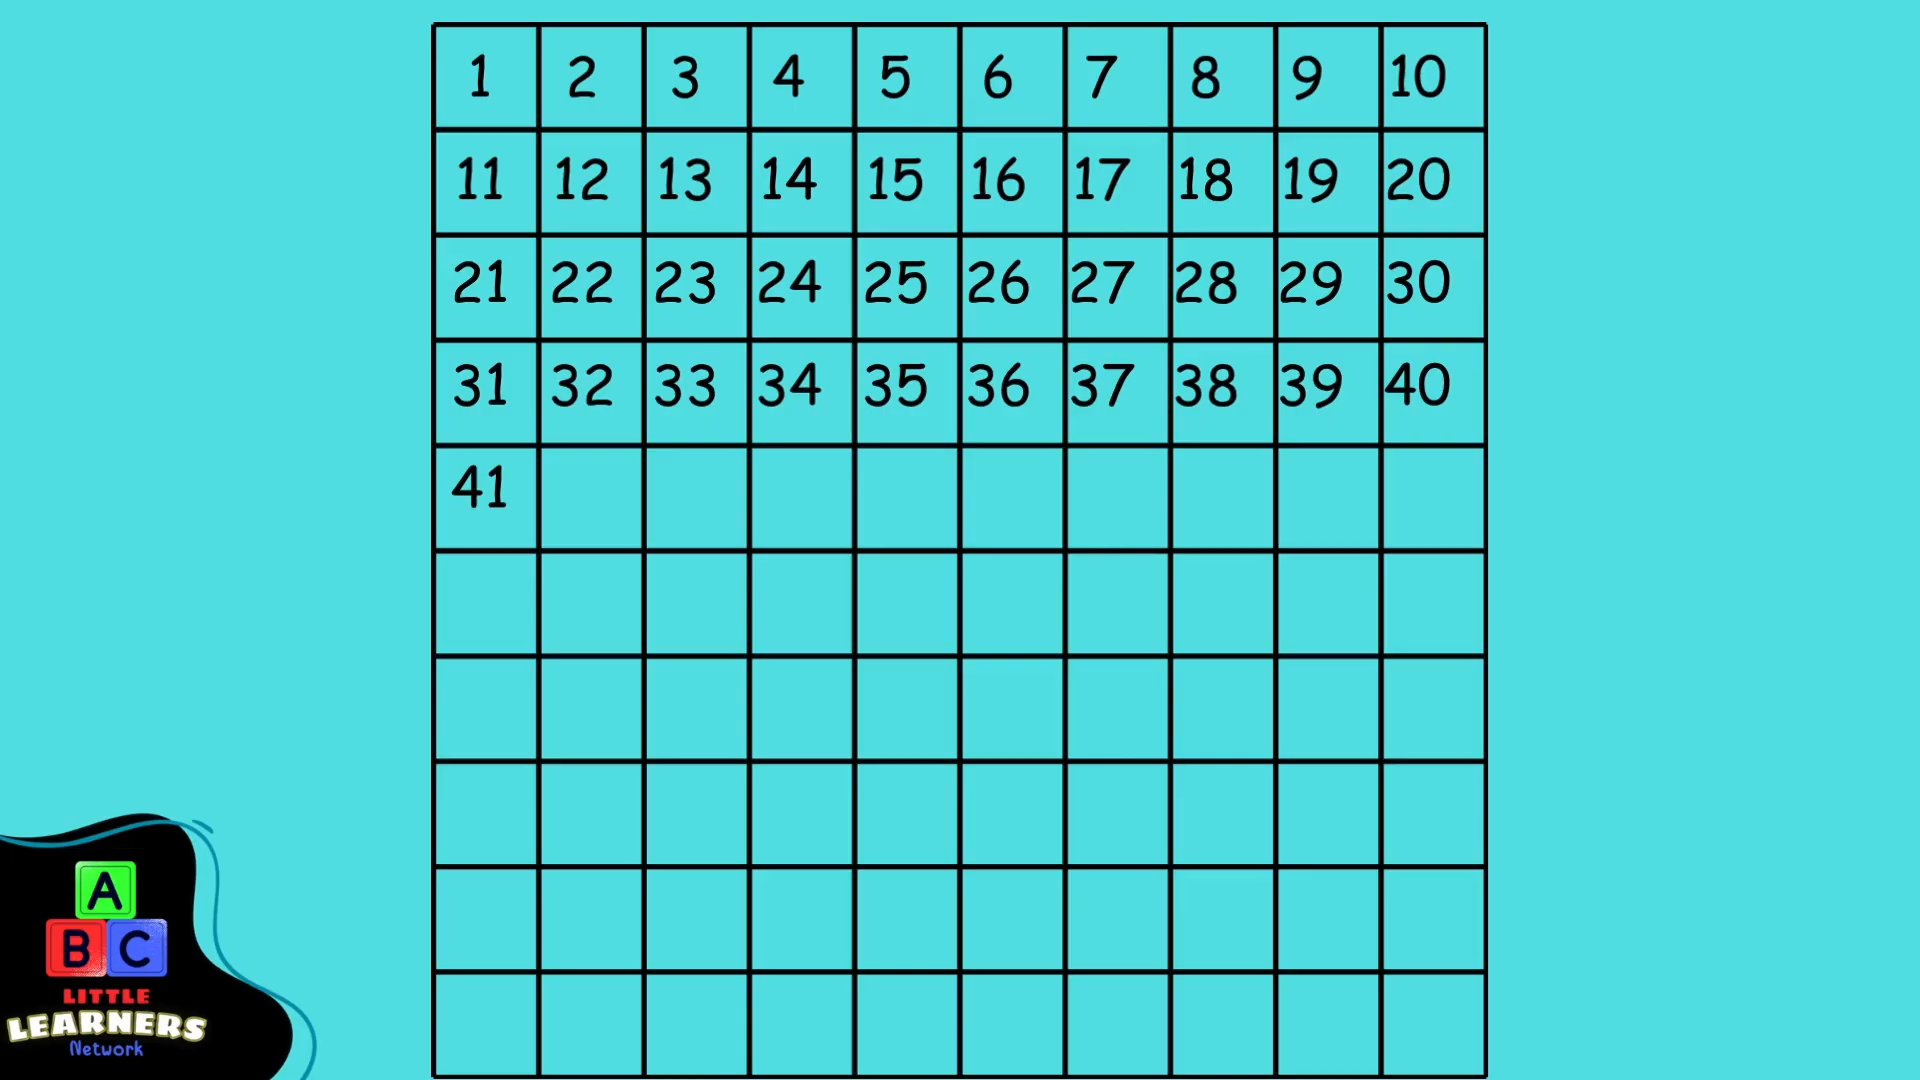 1 2 3 4 5 6 7 8 9 10
11 12 13 14 15 16 17 18 19 20
21 22 23 24 25 26 27 28 29 30
31 32 33 34 35 36 37 38 39 40
41
A
B C
LITTLE
LEARNERS
Network